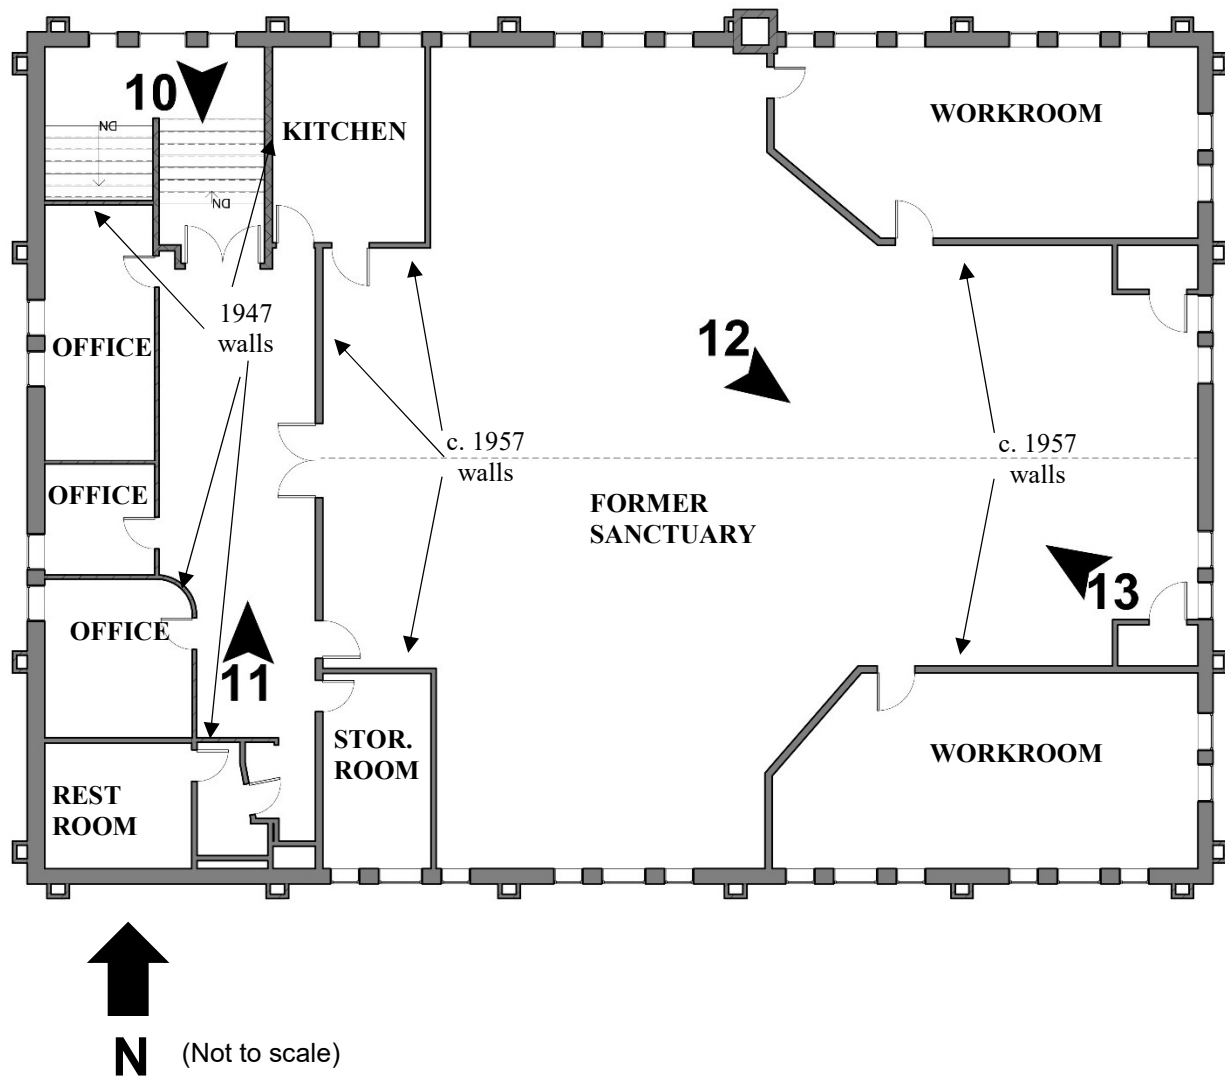 10
DN
DN
KITCHEN
WORKROOM
1947
walls
OFFICE
12
c. 1957
walls
c. 1957
walls
OFFICE
FORMER
SANCTUARY
13
OFFICE
11
STOR.
ROOM
WORKROOM
REST
ROOM
N
(Not to scale)